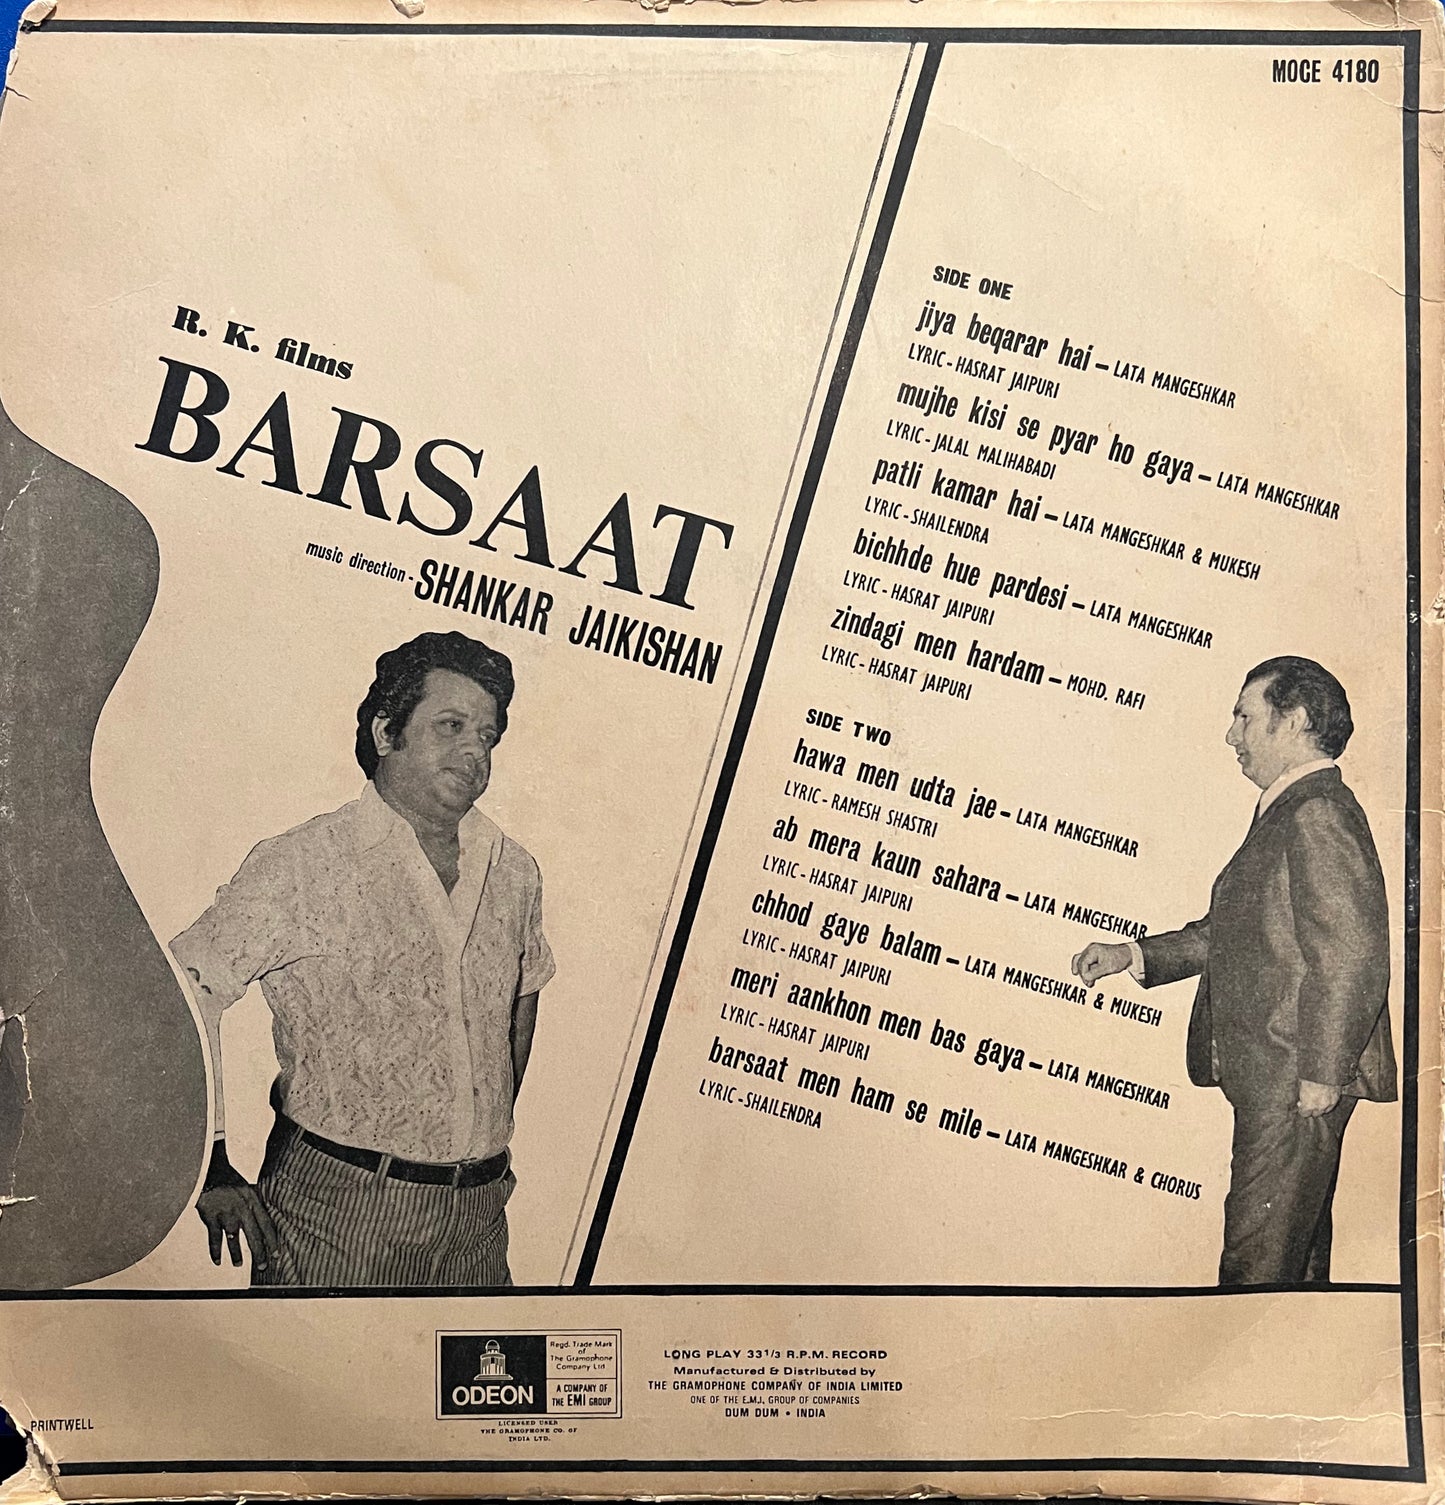 MOCE 4180
R. K. films
BARSAAT
music direction - SHANKAR JAIKISHAN
SIDE ONE
jiya beqarar hai – LATA MANGESHKAR
LYRIC - HASRAT JAIPURI
mujhe kisi se pyar ho gaya – LATA MANGESHKAR
LYRIC - JALAL MALIHABADI
patli kamar hai – LATA MANGESHKAR & MUKESH
LYRIC - SHAILENDRA
bichhde hue pardesi – LATA MANGESHKAR
LYRIC - HASRAT JAIPURI
zindagi men hardam – MOHD. RAFI
LYRIC - HASRAT JAIPURI
SIDE TWO
hawa men udta jae – LATA MANGESHKAR
LYRIC - RAMESH SHASTRI
ab mera kaun sahara – LATA MANGESHKAR
LYRIC - HASRAT JAIPURI
chhod gaye balam – LATA MANGESHKAR & MUKESH
LYRIC - HASRAT JAIPURI
meri aankhon men bas gaya – LATA MANGESHKAR
LYRIC - HASRAT JAIPURI
barsaat men ham se mile – LATA MANGESHKAR & CHORUS
LYRIC - SHAILENDRA
ODEON
Regd. Trade Mark
of
The Gramophone
Company Ltd
A COMPANY OF
THE EMI GROUP
LICENSED USER
THE GRAMOPHONE CO. OF
INDIA LTD.
LONG PLAY 33 1/3 R.P.M. RECORD
Manufactured & Distributed by
THE GRAMOPHONE COMPANY OF INDIA LIMITED
ONE OF THE E.M.I. GROUP OF COMPANIES
DUM DUM • INDIA
PRINTWELL